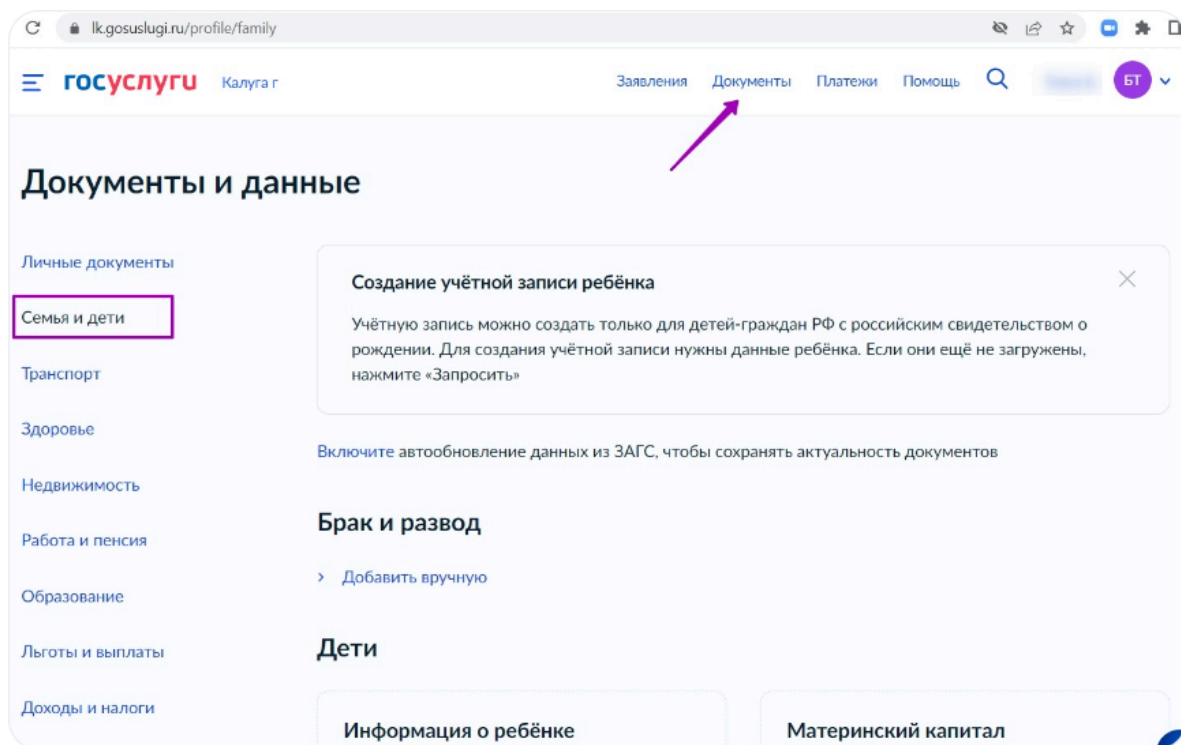 lk.gosuslugi.ru/profile/family
госуслуги Калуга г Заявления Документы Платежи Помощь БТ
Документы и данные
Личные документы
Семья и дети
Транспорт
Здоровье
Недвижимость
Работа и пенсия
Образование
Льготы и выплаты
Доходы и налоги
Создание учётной записи ребёнка
Учётную запись можно создать только для детей-граждан РФ с российским свидетельством о
рождении. Для создания учётной записи нужны данные ребёнка. Если они ещё не загружены,
нажмите «Запросить»
Включите автообновление данных из ЗАГС, чтобы сохранять актуальность документов
Брак и развод
Добавить вручную
Дети
Информация о ребёнке
Материнский капитал